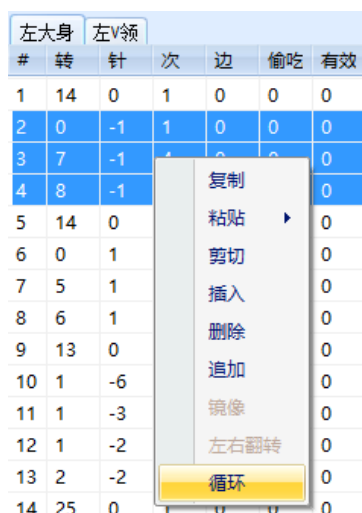 左大身 左V领
# 转 针 次 边 偷吃 有效
1 14 0 1 0 0 0
2 0 -1 1 0 0 0
3 7 -1 0
4 8 -1 0
5 14 0 0
6 0 1 0
7 5 1 0
8 6 1 0
9 13 0 0
10 1 -6 0
11 1 -3 0
12 1 -2 0
13 2 -2 0
14 25 0
复制
粘贴
剪切
插入
删除
追加
镜像
左右翻转
循环